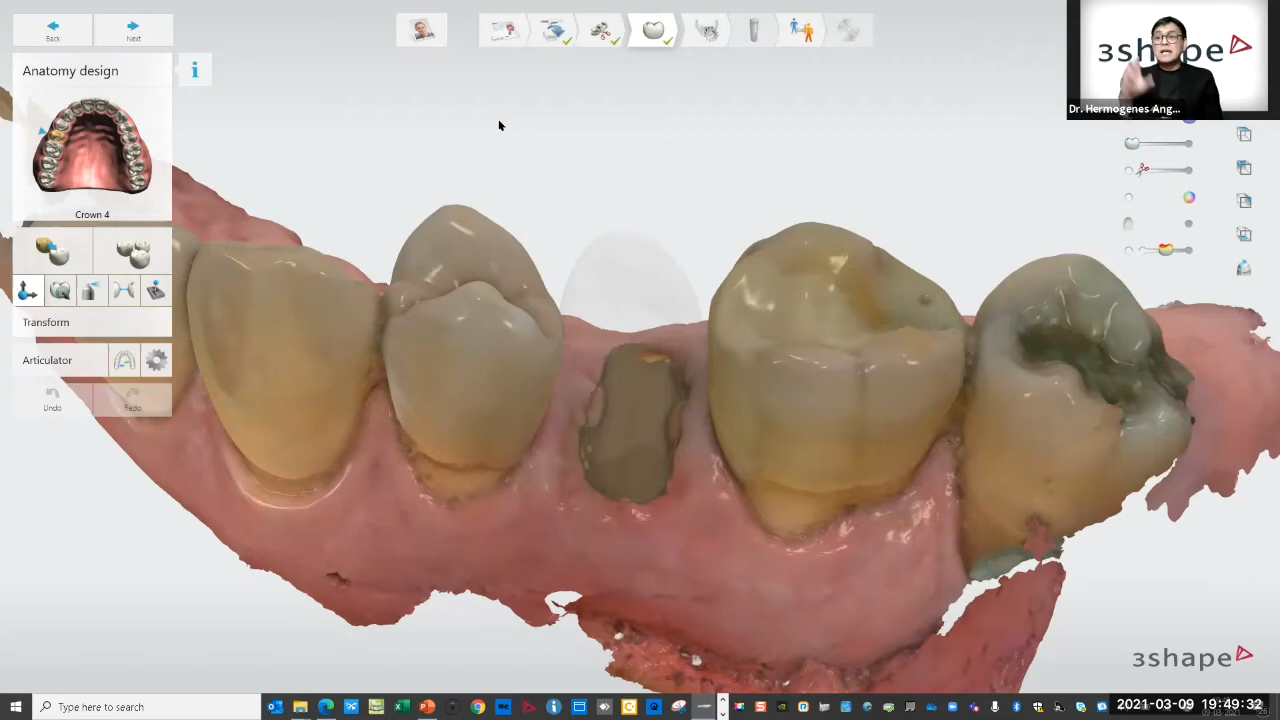 Back
Next
Anatomy design
i
Crown 4
Transform
Articulator
Undo
Redo
3shape
Dr. Hermogenes Ang...
3shape
Type here to search
2021-03-09 19:49:32